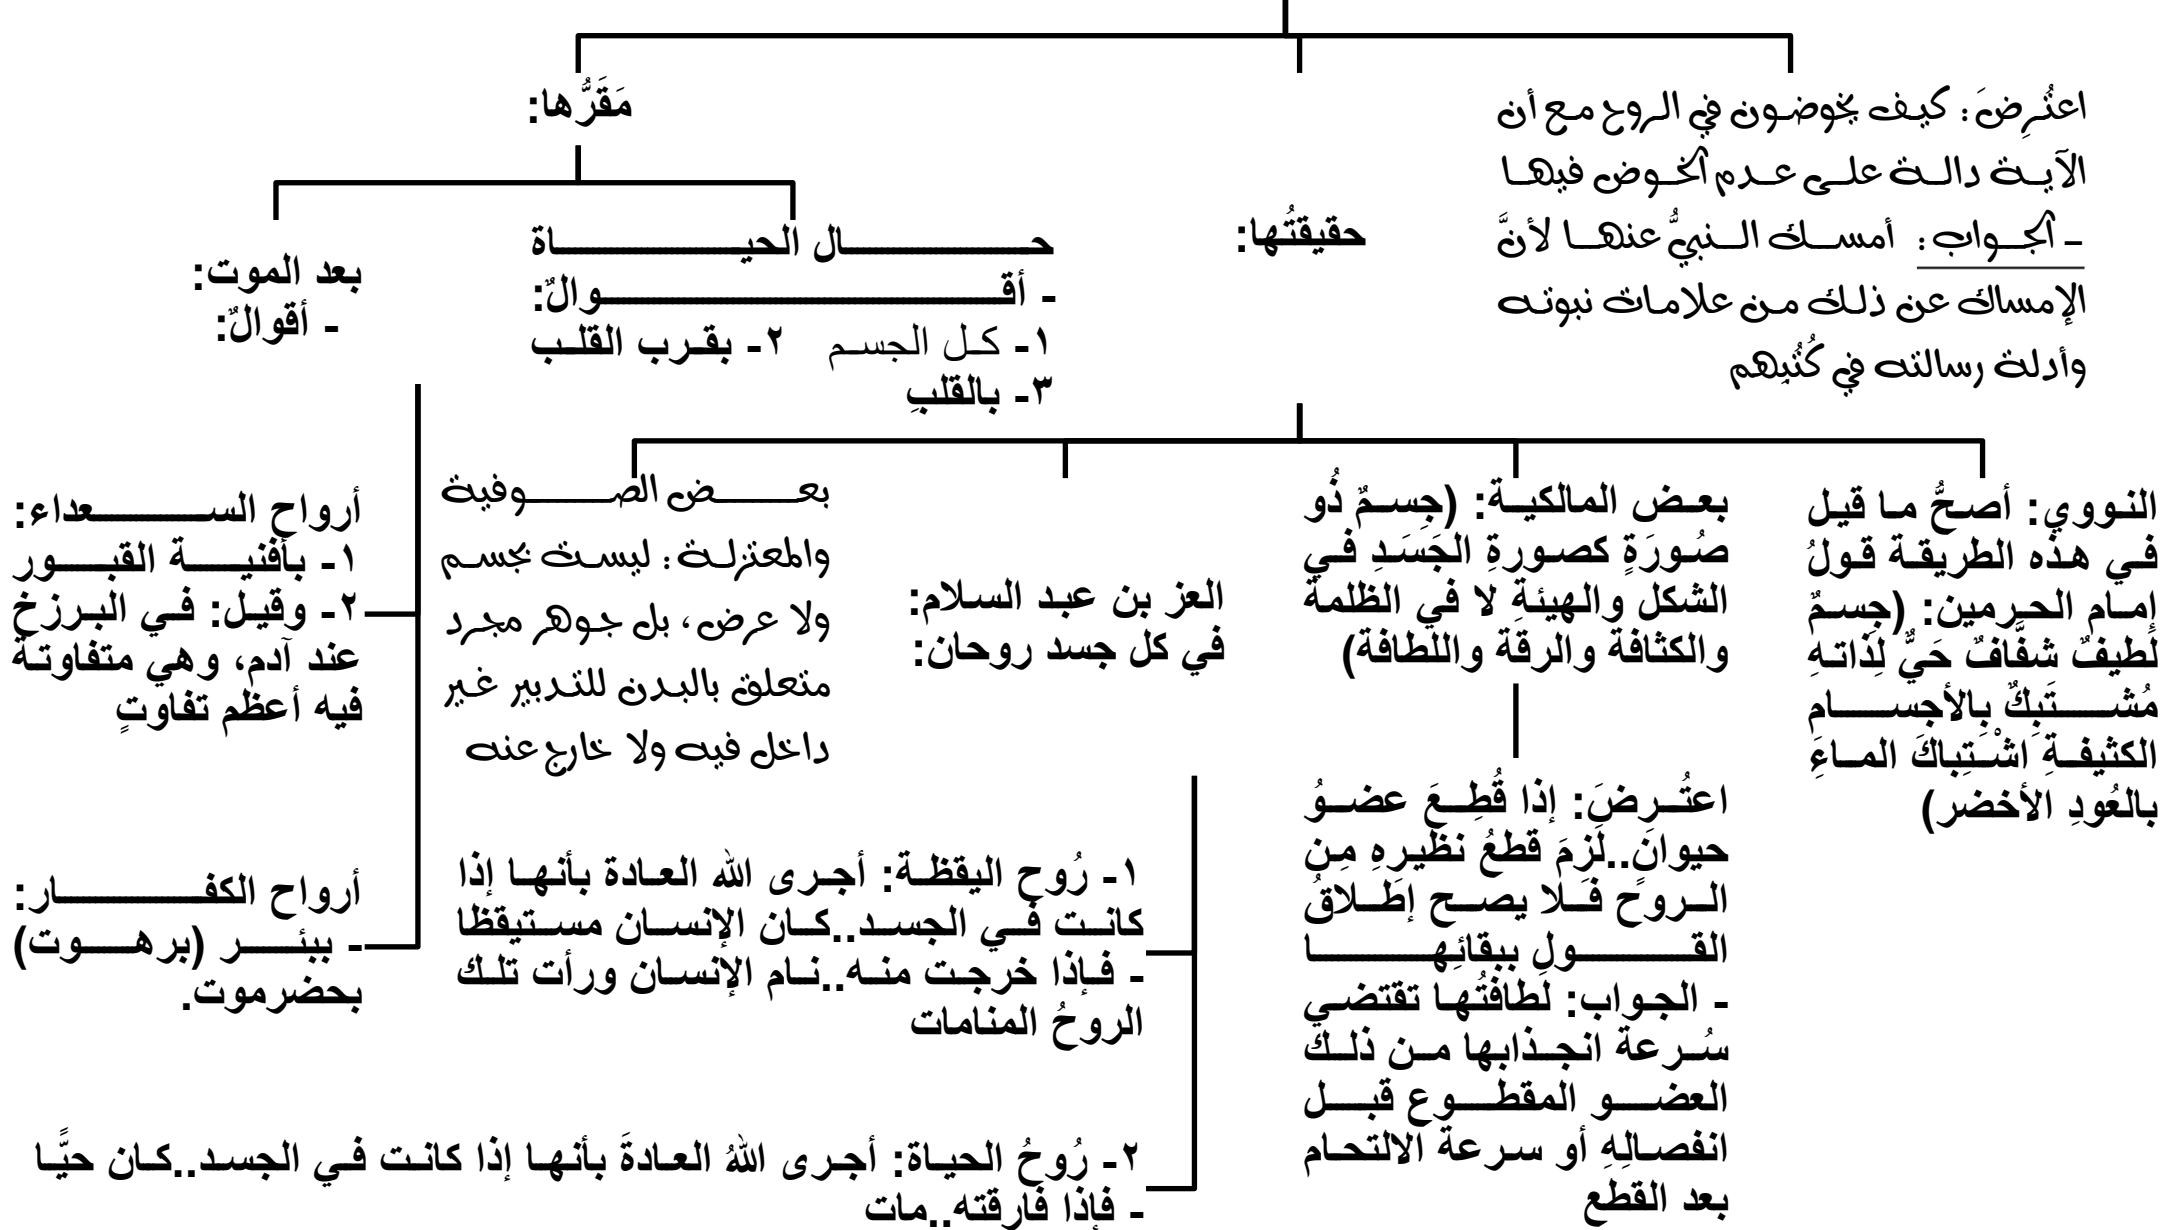 اعتُرِضَ: كيف يخوضون في الروح مع أن
الآية دالة على عدم الخوض فيها
- الجواب: أمسك النبيُّ عنها لأنَّ
الإمساك عن ذلك من علامات نبوته
وأدلة رسالته في كُتُبِهم
حقيقتُها:
مَقَرُّها:
حال الحياة
- أقوالٌ:
١- كل الجسم ٢- بقرب القلب
٣- بالقلبِ
بعد الموت:
- أقوالٌ:
النووي: أصحُّ ما قيل
في هذه الطريقة قولُ
إمام الحرمين: (جِسمٌ
لَطيفٌ شفَّافٌ حَيٌّ لِذَاتهِ
مُشتَبِكٌ بِالأجسام
الكثيفةِ اشْتِباكَ الماءِ
بالعُودِ الأخضر)
بعض المالكية: (جِسمٌ ذُو
صُورَةٍ كصورةِ الجَسَدِ في
الشكل والهيئةِ لا في الظلمة
والكثافة والرقة واللطافة)
اعتُرضَ: إذا قُطِعَ عضوُ
حيوانٍ..لَزِمَ قطعُ نظيرهِ مِن
الروح فَلا يصح إطلاقُ
القولِ ببقائِها
- الجواب: لَطافتُها تقتضي
سُرعة انجذابها من ذلك
العضو المقطوع قبل
انفصالِهِ أو سرعة الالتحام
بعد القطع
العز بن عبد السلام:
في كل جسد روحان:
١- رُوح اليقظة: أجرى الله العادة بأنها إذا
كانت في الجسد..كان الإنسان مستيقظا
- فإذا خرجت منه..نام الإنسان ورأت تلك
الروحُ المنامات
٢- رُوحُ الحياة: أجرى اللهُ العادةَ بأنها إذا كانت في الجسد..كان حيًّا
- فإذا فارقته..مات
بعض الصوفية
والمعتزلة: ليست بجسم
ولا عرض، بل جوهر مجرد
متعلق بالبدن للتدبير غير
داخل فيه ولا خارج عنه
أرواح السعداء:
١- بأفنية القبور
٢- وقيل: في البرزخ
عند آدم، وهي متفاوتة
فيه أعظم تفاوتٍ
أرواح الكفار:
- ببئر (برهوت)
بحضرموت.